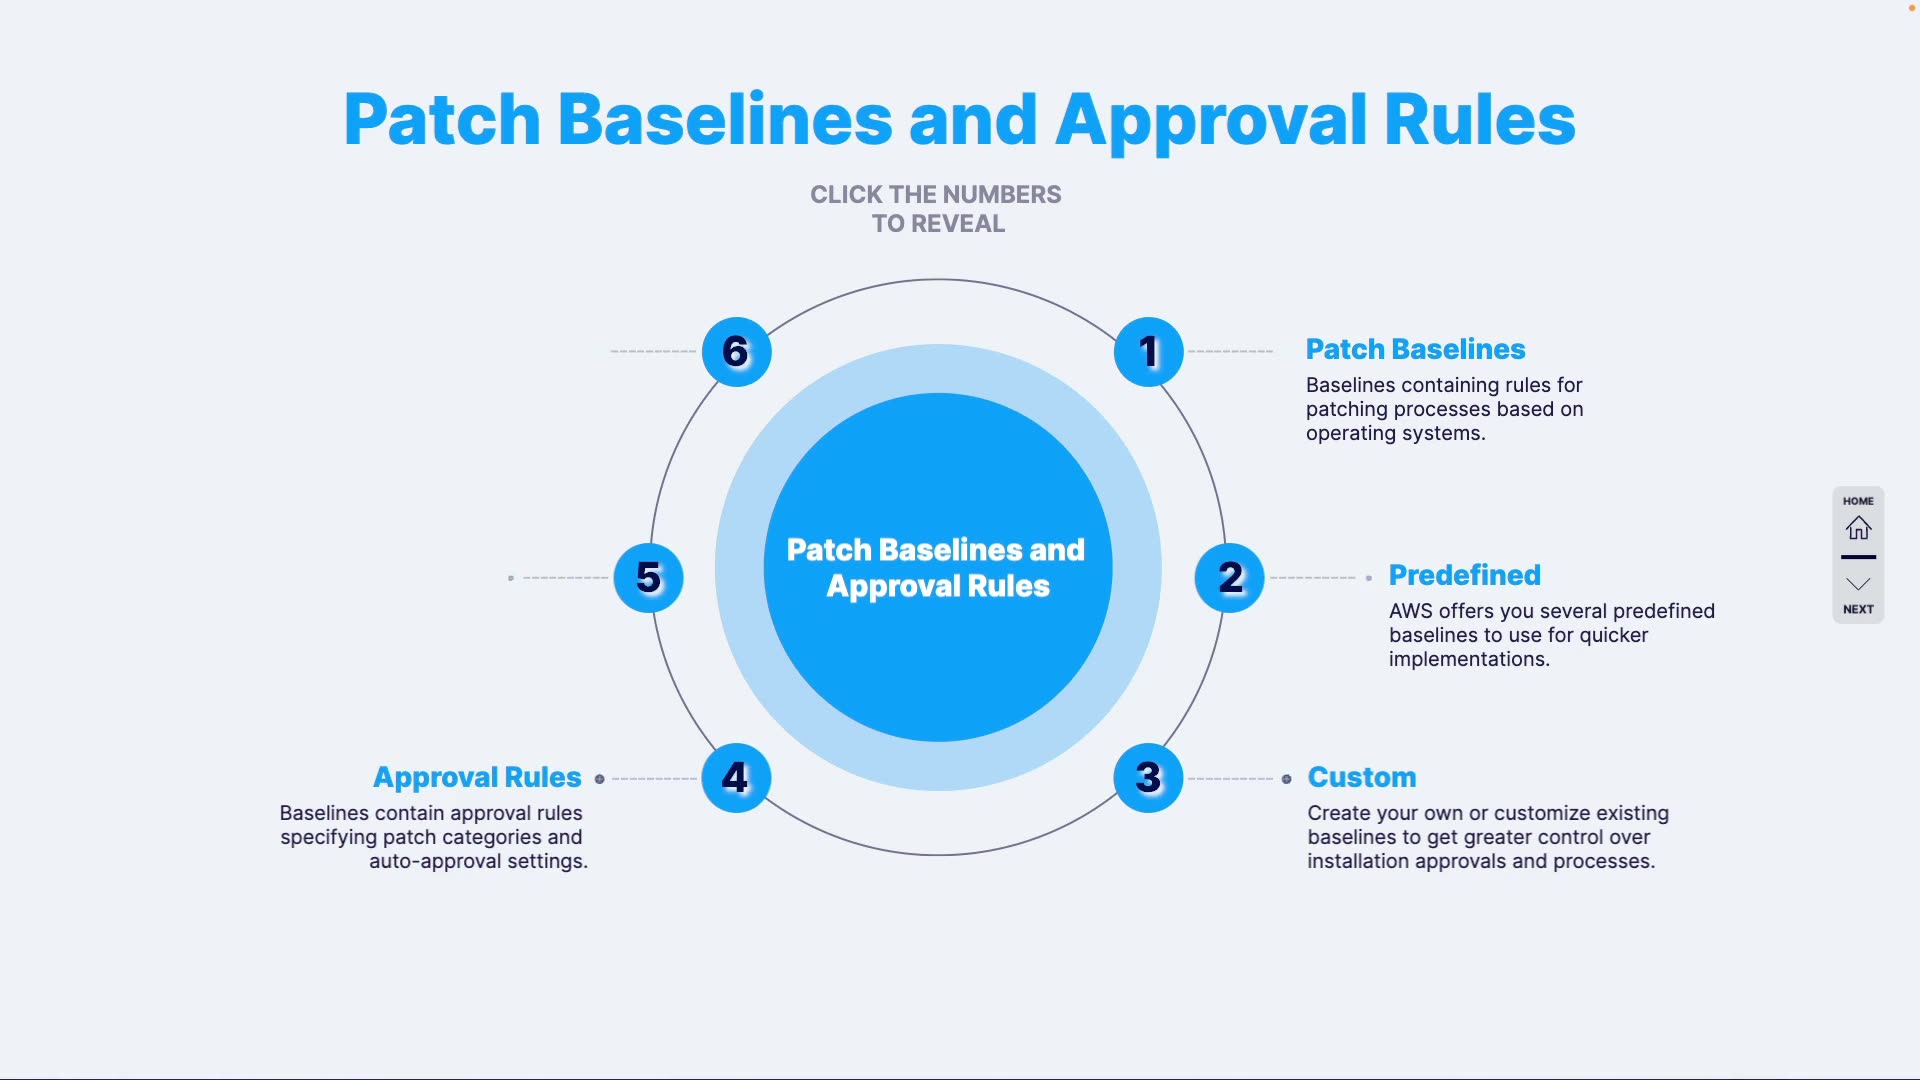 Patch Baselines and Approval Rules
CLICK THE NUMBERS
TO REVEAL
6
1
Patch Baselines
Baselines containing rules for
patching processes based on
operating systems.
HOME
Patch Baselines and
Approval Rules
5
2
Predefined
AWS offers you several predefined
baselines to use for quicker
implementations.
NEXT
Approval Rules
Baselines contain approval rules
specifying patch categories and
auto-approval settings.
4
3
Custom
Create your own or customize existing
baselines to get greater control over
installation approvals and processes.